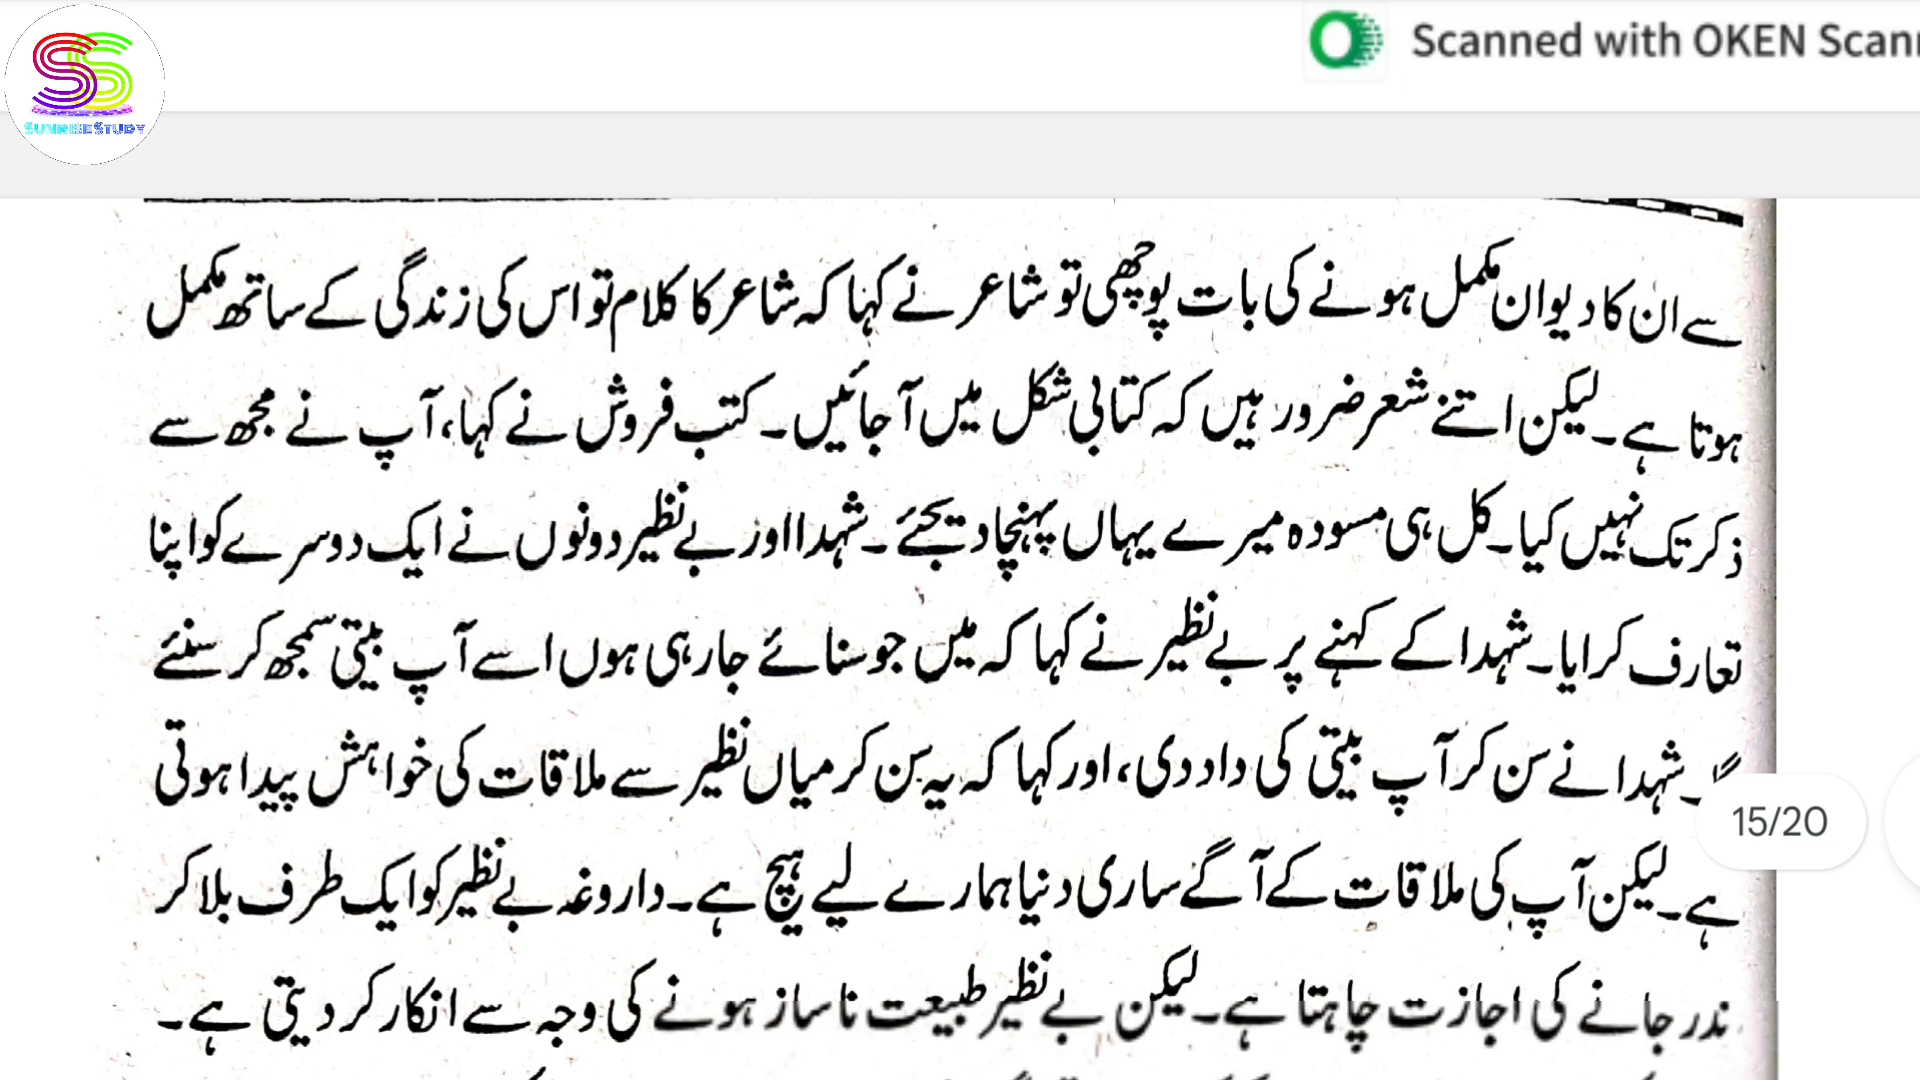 SUNRISESTUDY
Scanned with OKEN Scann
سے ان کا دیوان مکمل ہونے کی بات پوچھی تو شاعر نے کہا کہ شاعر کا کلام تو اس کی زندگی کے ساتھ مکمل
ہوتا ہے۔ لیکن اتنے شعر ضرور ہیں کہ کتابی شکل میں آ جائیں۔ کتب فروش نے کہا، آپ نے مجھ سے
ذکر تک نہیں کیا۔ کل ہی مسودہ میرے یہاں پہنچا دیجئے۔ شہدا اور بے نظیر دونوں نے ایک دوسرے کو اپنا
تعارف کرایا۔ شہدا کے کہنے پر بے نظیر نے کہا کہ میں جو سنائے جا رہی ہوں اسے آپ بیتی سمجھ کر سنئے
گا۔ شہدا نے سن کر آپ بیتی کی داد دی، اور کہا کہ یہ سن کر میاں نظیر سے ملاقات کی خواہش پیدا ہوتی
15/20
ہے۔ لیکن آپ کی ملاقات کے آگے ساری دنیا ہمارے لیے ہیچ ہے۔ داروغہ بے نظیر کو ایک طرف بلا کر
ندر جانے کی اجازت چاہتا ہے۔ لیکن بے نظیر طبیعت ناساز ہونے کی وجہ سے انکار کر دیتی ہے۔